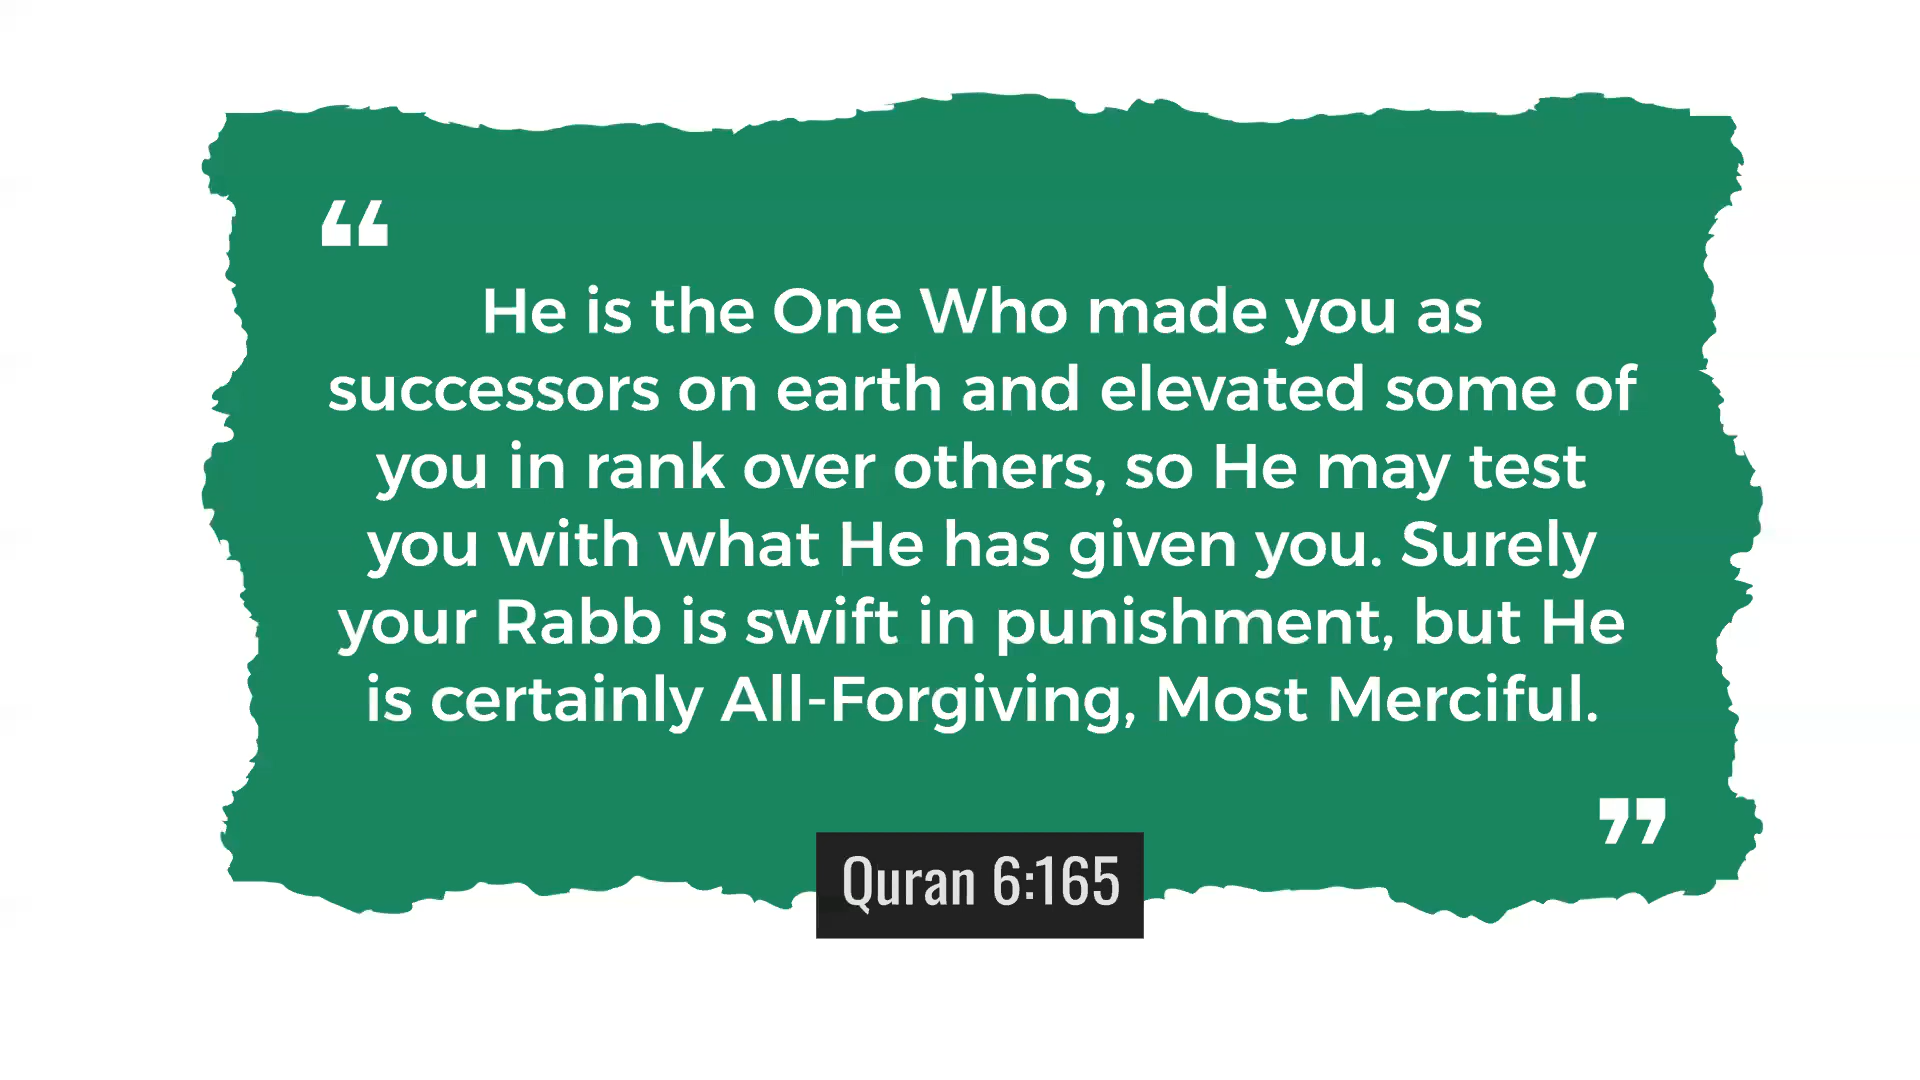 “
He is the One Who made you as
successors on earth and elevated some of
you in rank over others, so He may test
you with what He has given you. Surely
your Rabb is swift in punishment, but He
is certainly All-Forgiving, Most Merciful.
”
Quran 6:165